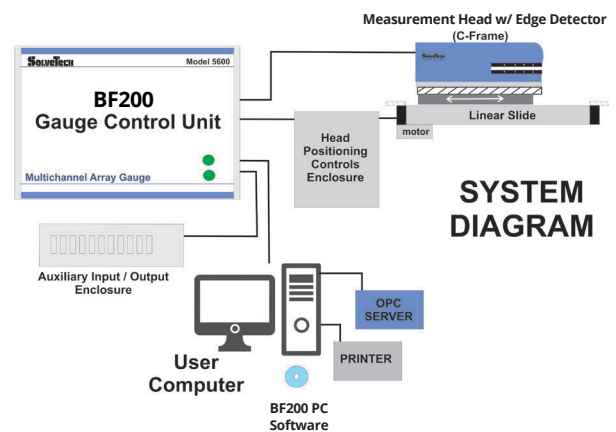 Measurement Head w/ Edge Detector
(C-Frame)
SolveTech
Model 5600
BF200
Gauge Control Unit
Multichannel Array Gauge
SolveTech
Linear Slide
motor
Head
Positioning
Controls
Enclosure
SYSTEM
DIAGRAM
Auxiliary Input / Output
Enclosure
OPC
SERVER
PRINTER
User
Computer
BF200 PC
Software